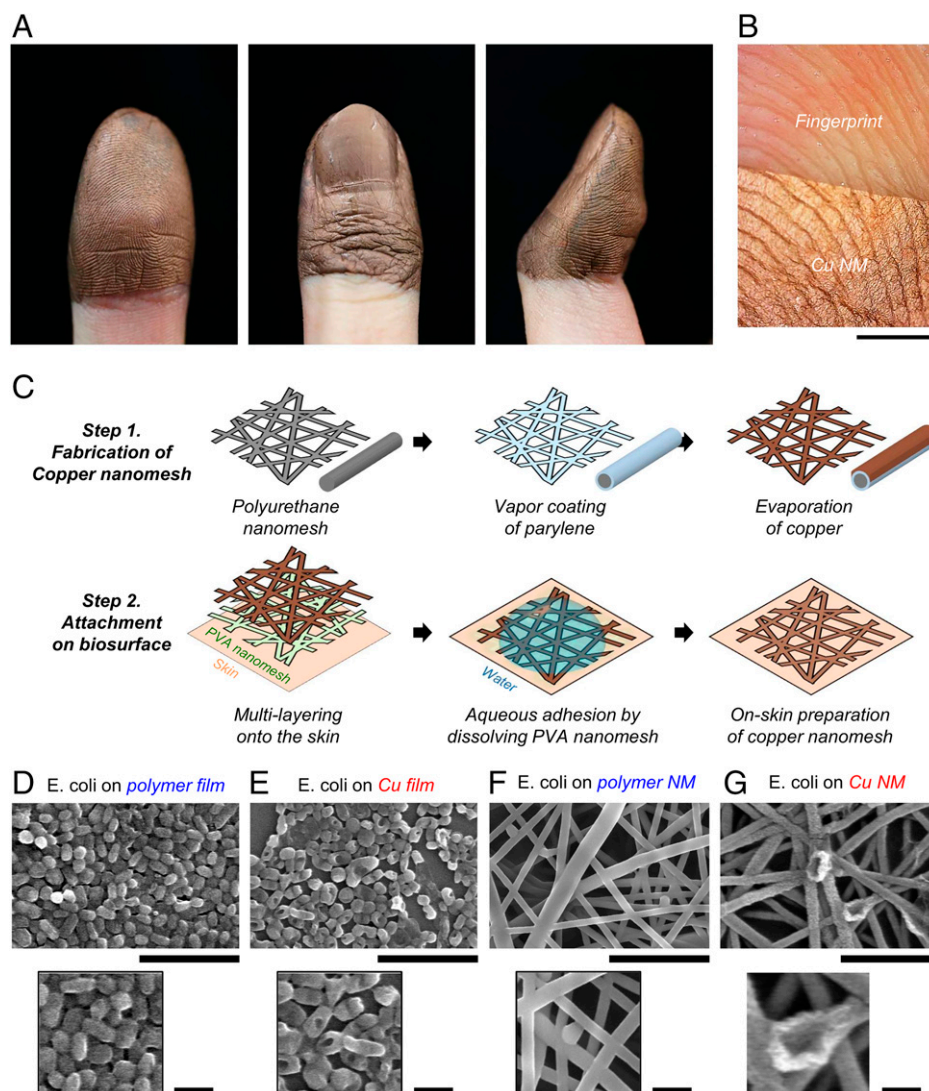 A
B
Fingerprint
Cu NM
C
Step 1.
Fabrication of
Copper nanomesh
Polyurethane
nanomesh
Vapor coating
of parylene
Evaporation
of copper
Step 2.
Attachment
on biosurface
PVA nanomesh
Skin
Water
Multi-layering
onto the skin
Aqueous adhesion by
dissolving PVA nanomesh
On-skin preparation
of copper nanomesh
D E. coli on polymer film
E E. coli on Cu film
F E. coli on polymer NM
G E. coli on Cu NM